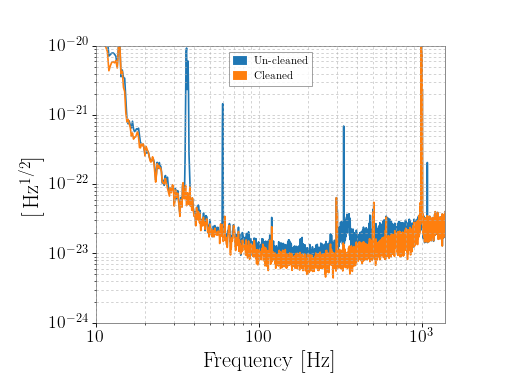 10⁻²⁰
10⁻²¹
10⁻²²
10⁻²³
10⁻²⁴
[Hz^{1/2}]
Un-cleaned
Cleaned
10 100 10³
Frequency [Hz]